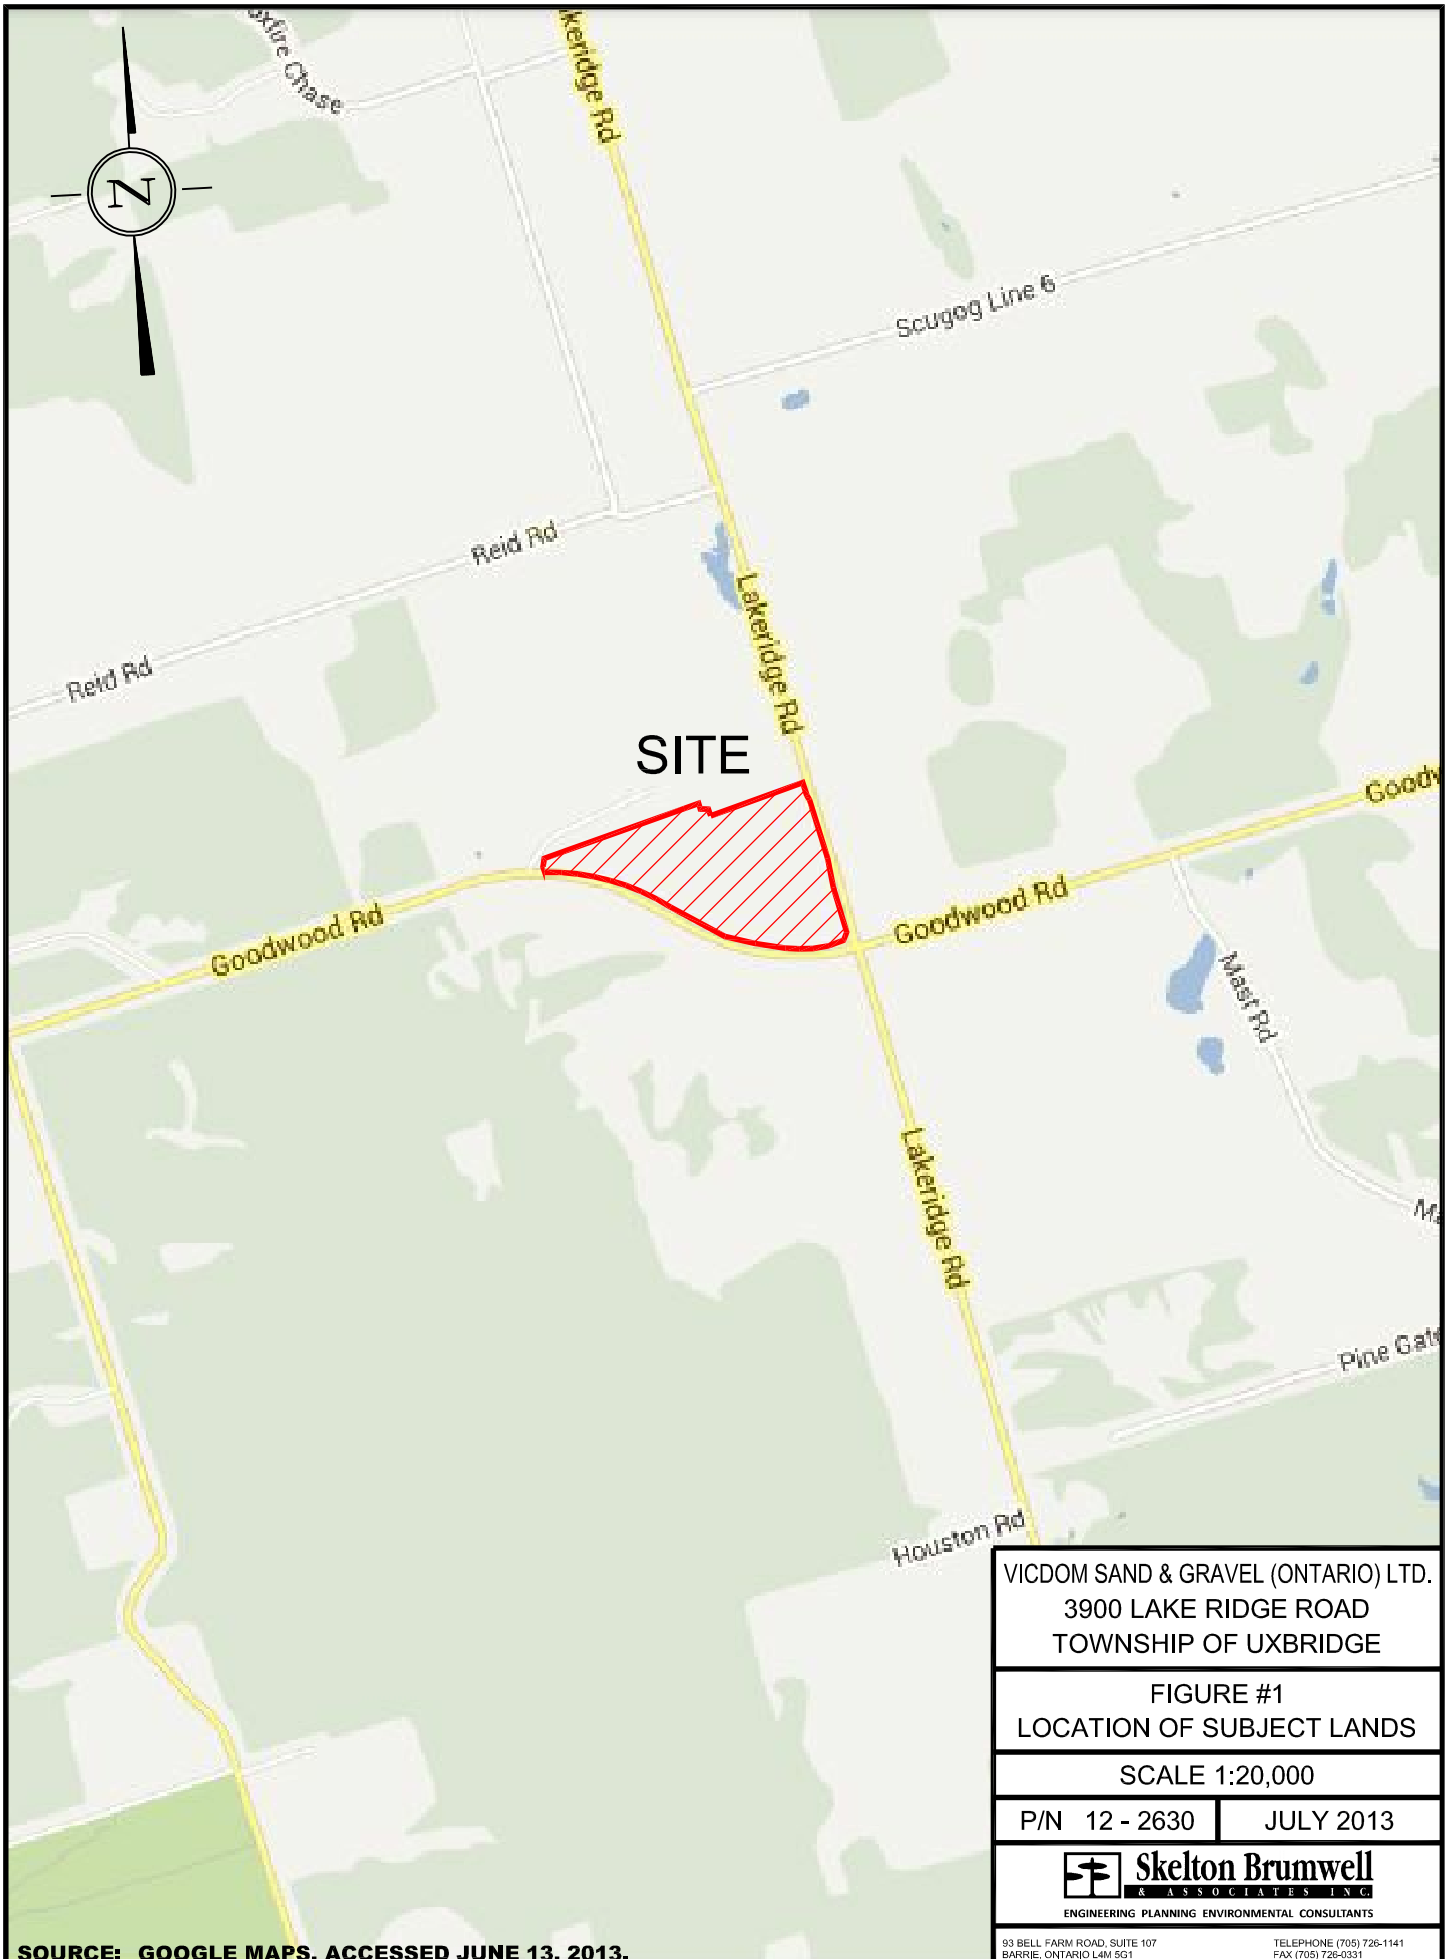 Lakeridge Rd
Chase
N
Scugog Line 6
Reid Rd
Lakeridge Rd
Reid Rd
SITE
Goodwood Rd
Goodwood Rd
Mast Rd
Lakeridge Rd
Pine Gate
Houston Rd
VICDOM SAND & GRAVEL (ONTARIO) LTD.
3900 LAKE RIDGE ROAD
TOWNSHIP OF UXBRIDGE
FIGURE #1
LOCATION OF SUBJECT LANDS
SCALE 1:20,000
P/N 12 - 2630 JULY 2013
Skelton Brumwell
& ASSOCIATES INC.
ENGINEERING PLANNING ENVIRONMENTAL CONSULTANTS
93 BELL FARM ROAD, SUITE 107 TELEPHONE (705) 726-1141
BARRIE, ONTARIO L4M 5G1 FAX (705) 726-0331
SOURCE: GOOGLE MAPS, ACCESSED JUNE 13, 2013.